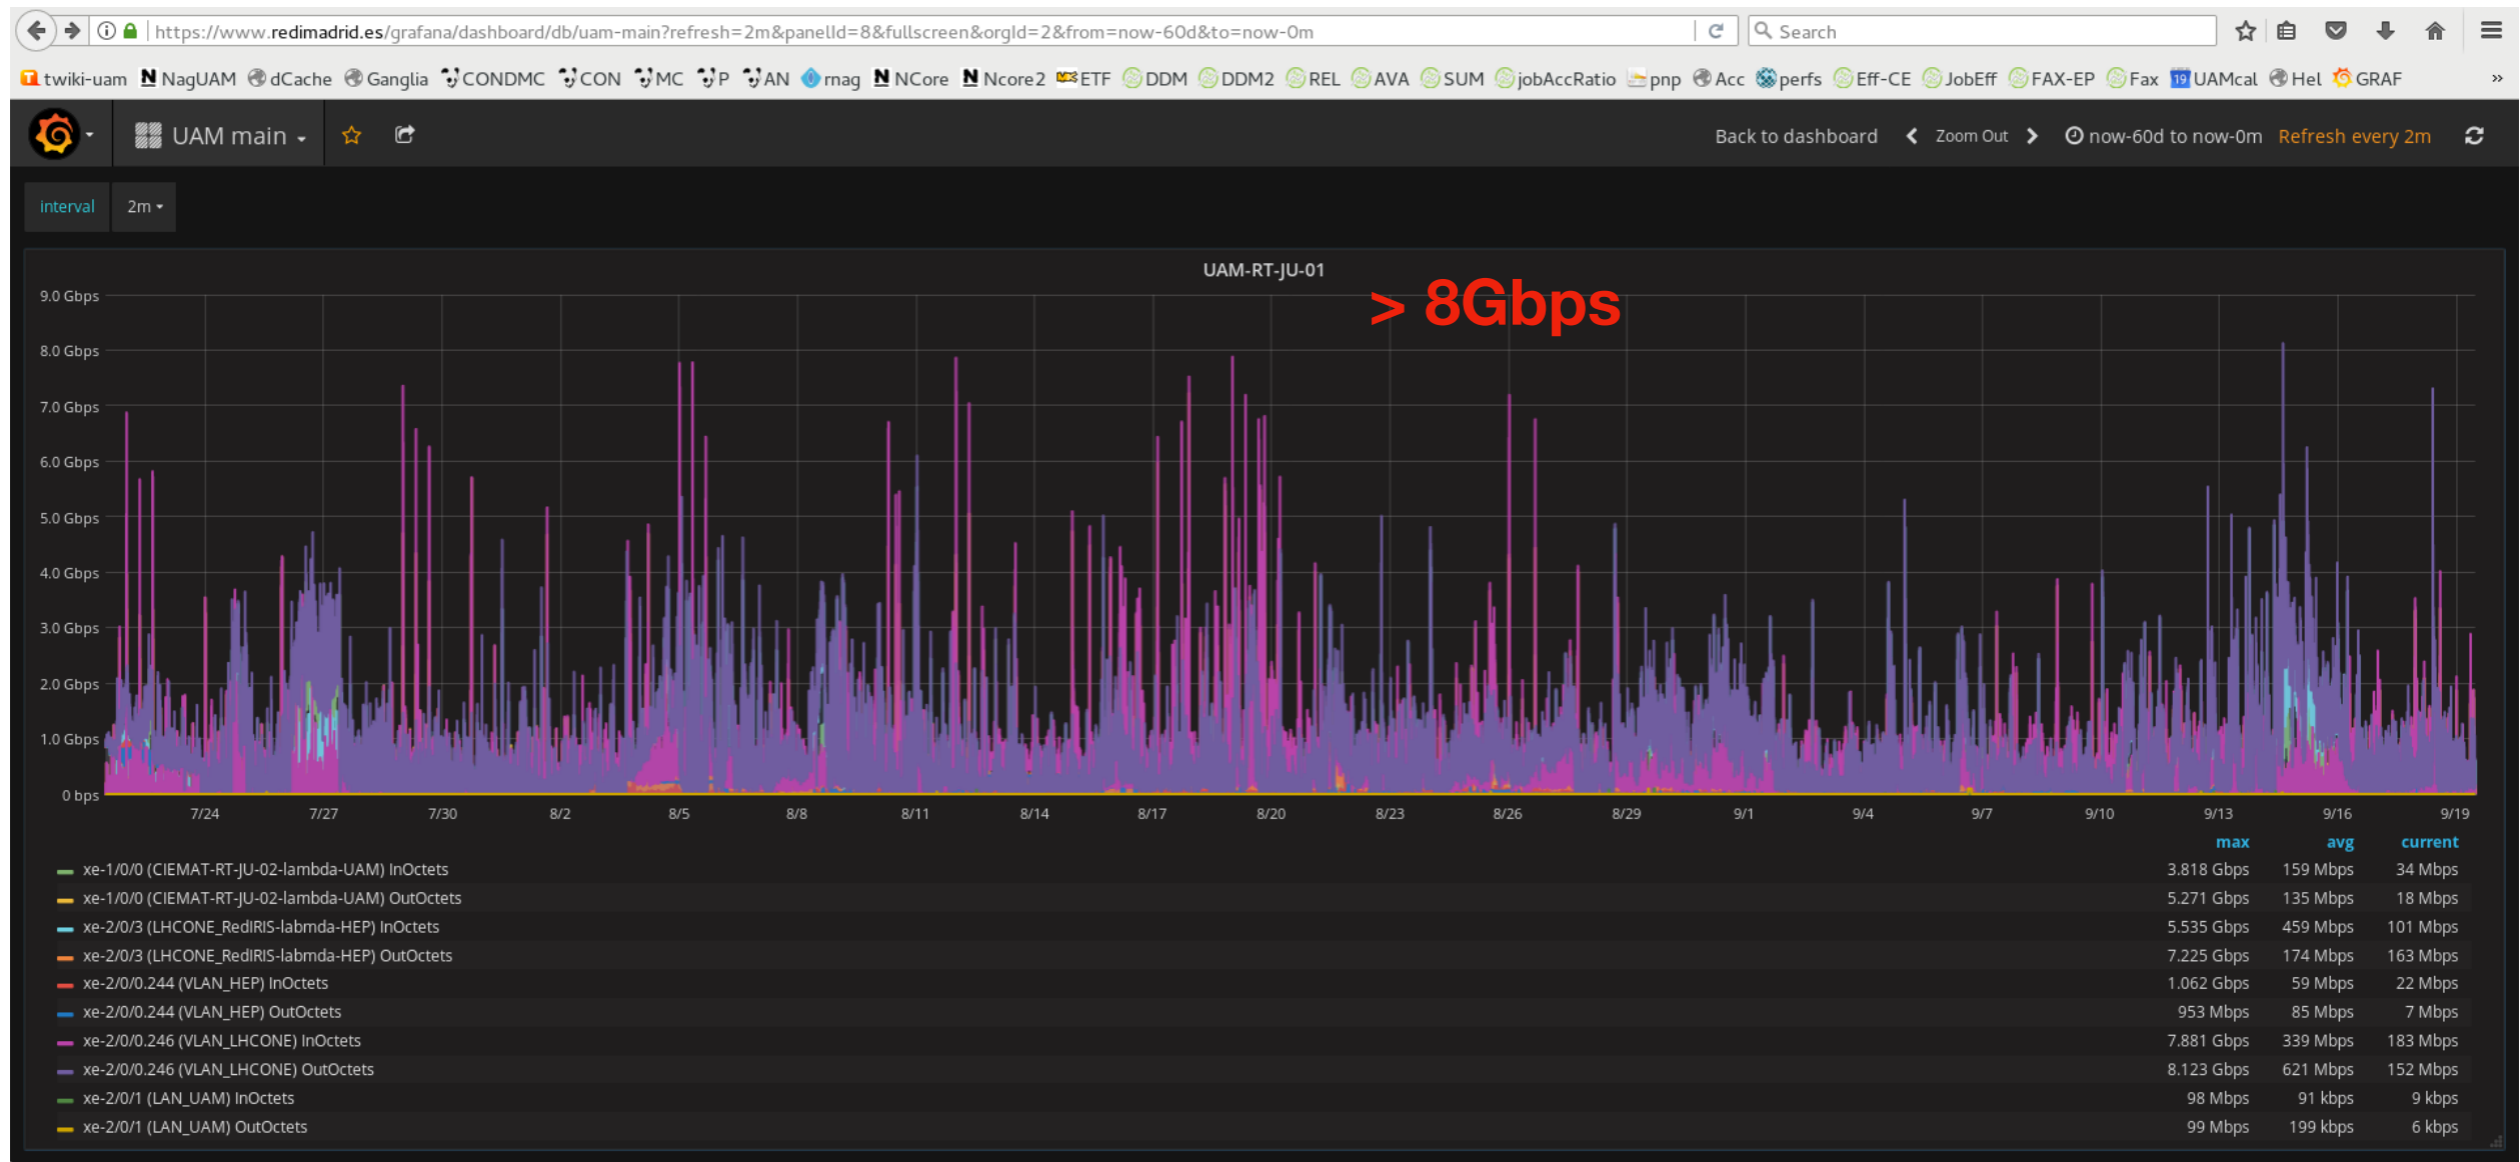 https://www.redimadrid.es/grafana/dashboard/db/uam-main?refresh=2m&panelId=8&fullscreen&orgId=2&from=now-60d&to=now-0m Search
twiki-uam NagUAM dCache Ganglia CONDMC CON MC P AN rnag NCore Ncore2 ETF DDM DDM2 REL AVA SUM jobAccRatio pnp Acc perfs Eff-CE JobEff FAX-EP Fax 19 UAMcal Hel GRAF »
UAM main Back to dashboard Zoom Out now-60d to now-0m Refresh every 2m
interval 2m
UAM-RT-JU-01
> 8Gbps
9.0 Gbps
8.0 Gbps
7.0 Gbps
6.0 Gbps
5.0 Gbps
4.0 Gbps
3.0 Gbps
2.0 Gbps
1.0 Gbps
0 bps
7/24 7/27 7/30 8/2 8/5 8/8 8/11 8/14 8/17 8/20 8/23 8/26 8/29 9/1 9/4 9/7 9/10 9/13 9/16 9/19
max avg current
xe-1/0/0 (CIEMAT-RT-JU-02-lambda-UAM) InOctets 3.818 Gbps 159 Mbps 34 Mbps
xe-1/0/0 (CIEMAT-RT-JU-02-lambda-UAM) OutOctets 5.271 Gbps 135 Mbps 18 Mbps
xe-2/0/3 (LHCONE_RedIRIS-labmda-HEP) InOctets 5.535 Gbps 459 Mbps 101 Mbps
xe-2/0/3 (LHCONE_RedIRIS-labmda-HEP) OutOctets 7.225 Gbps 174 Mbps 163 Mbps
xe-2/0/0.244 (VLAN_HEP) InOctets 1.062 Gbps 59 Mbps 22 Mbps
xe-2/0/0.244 (VLAN_HEP) OutOctets 953 Mbps 85 Mbps 7 Mbps
xe-2/0/0.246 (VLAN_LHCONE) InOctets 7.881 Gbps 339 Mbps 183 Mbps
xe-2/0/0.246 (VLAN_LHCONE) OutOctets 8.123 Gbps 621 Mbps 152 Mbps
xe-2/0/1 (LAN_UAM) InOctets 98 Mbps 91 kbps 9 kbps
xe-2/0/1 (LAN_UAM) OutOctets 99 Mbps 199 kbps 6 kbps